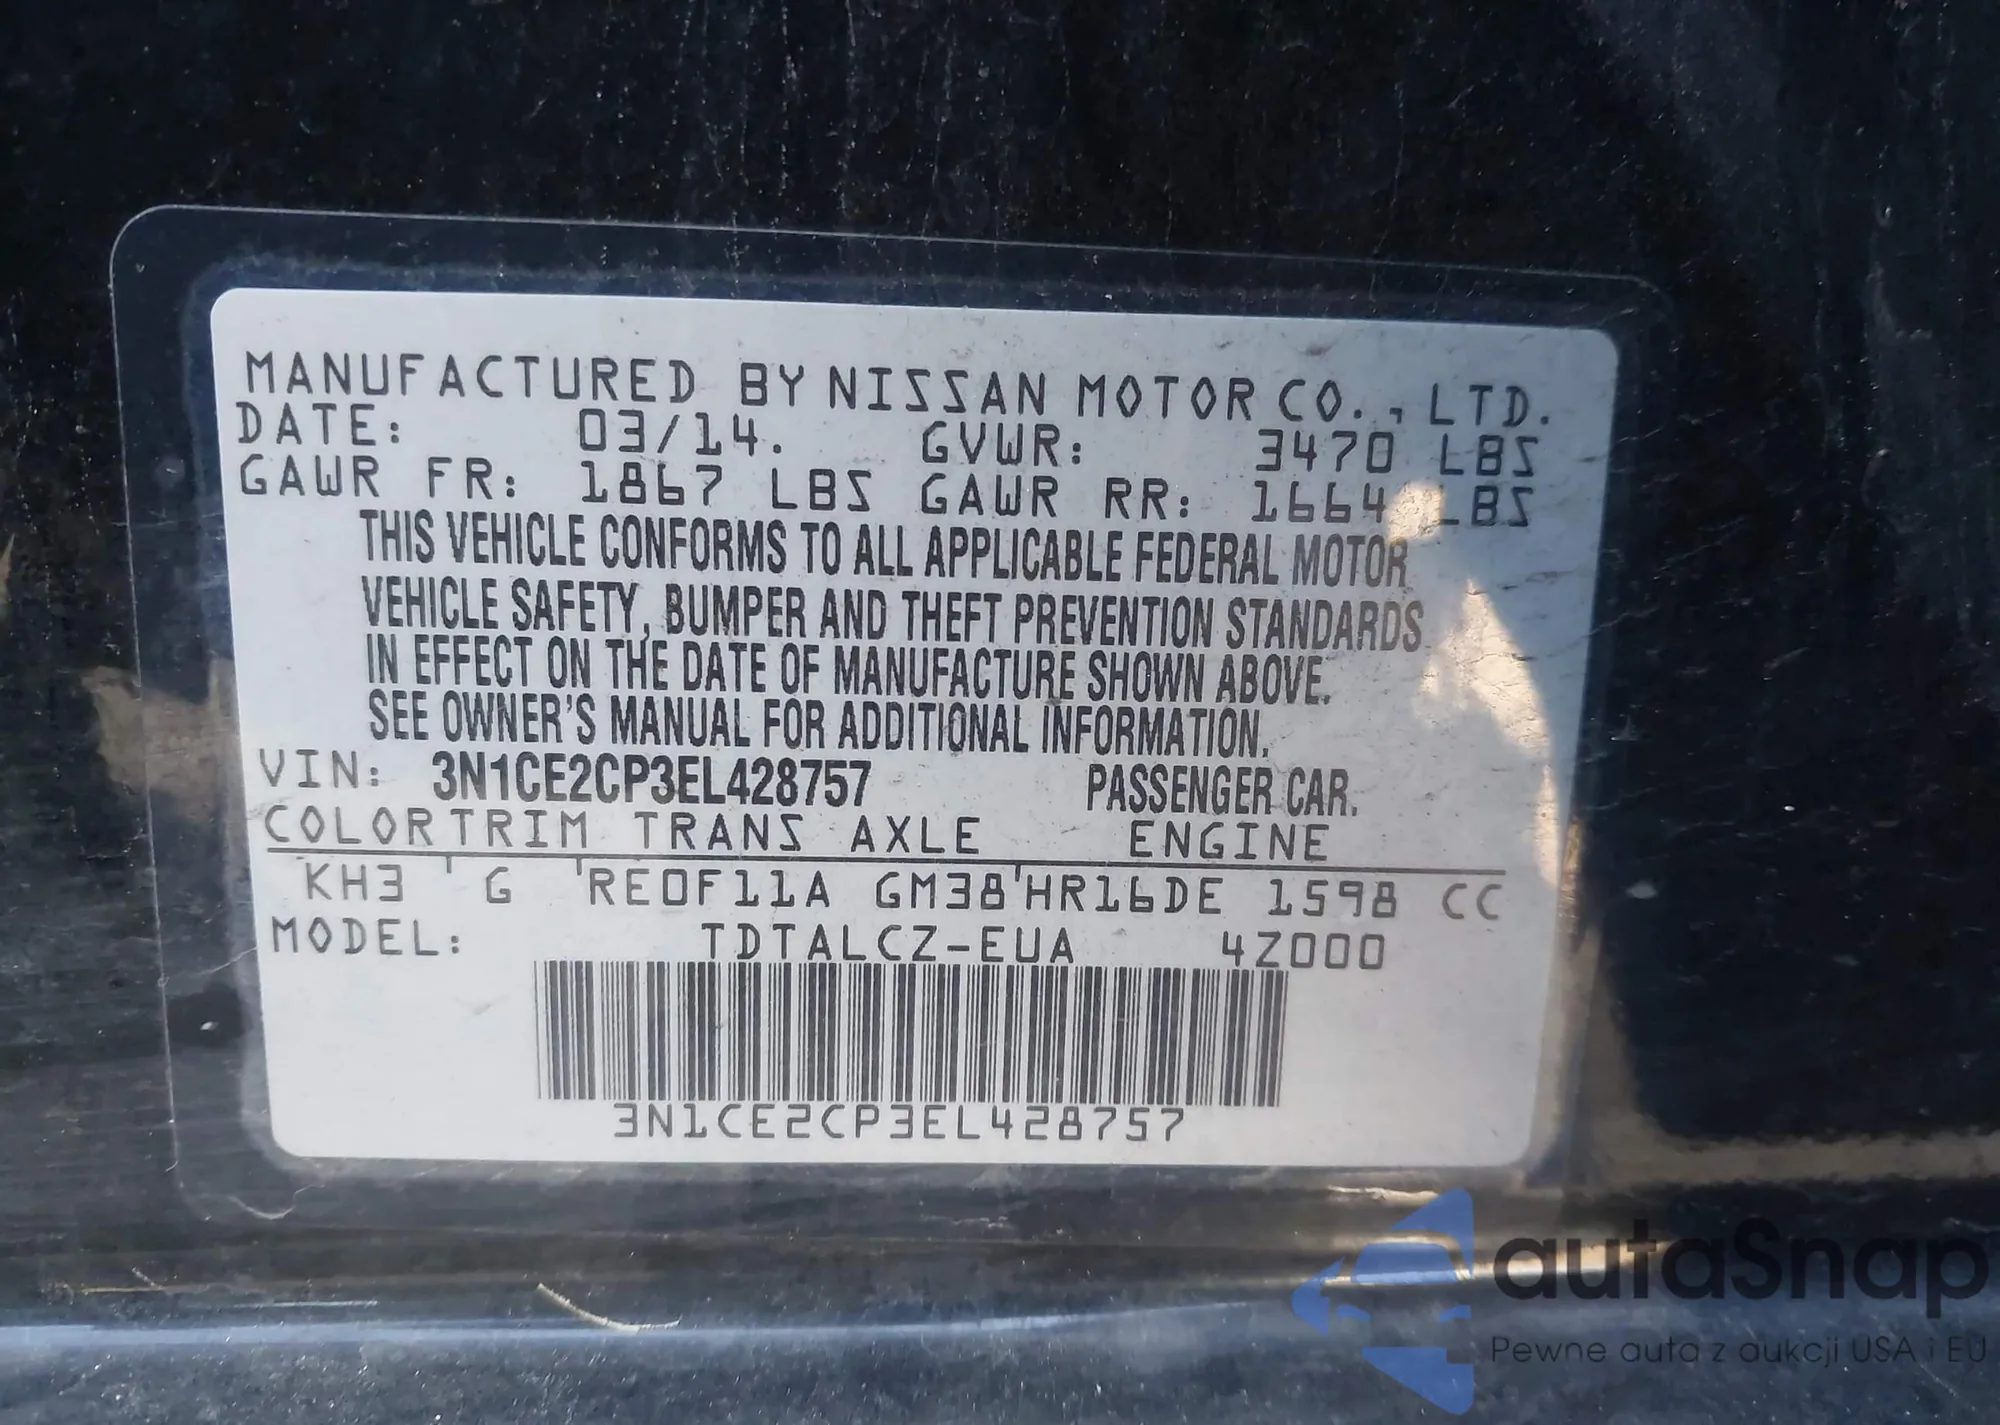 MANUFACTURED BY NISSAN MOTOR CO., LTD.
DATE: 03/14. GVWR: 3470 LBS
GAWR FR: 1867 LBS GAWR RR: 1664 LBS
THIS VEHICLE CONFORMS TO ALL APPLICABLE FEDERAL MOTOR
VEHICLE SAFETY, BUMPER AND THEFT PREVENTION STANDARDS
IN EFFECT ON THE DATE OF MANUFACTURE SHOWN ABOVE.
SEE OWNER'S MANUAL FOR ADDITIONAL INFORMATION.
VIN: 3N1CE2CP3EL428757 PASSENGER CAR.
COLOR TRIM TRANS AXLE ENGINE
KH3 ' G ' RE0F11A GM38 ' HR16DE 1598 CC
MODEL: TDTALCZ-EUA 4Z000
3N1CE2CP3EL428757
autaSnap
Pewne auta z aukcji USA i EU